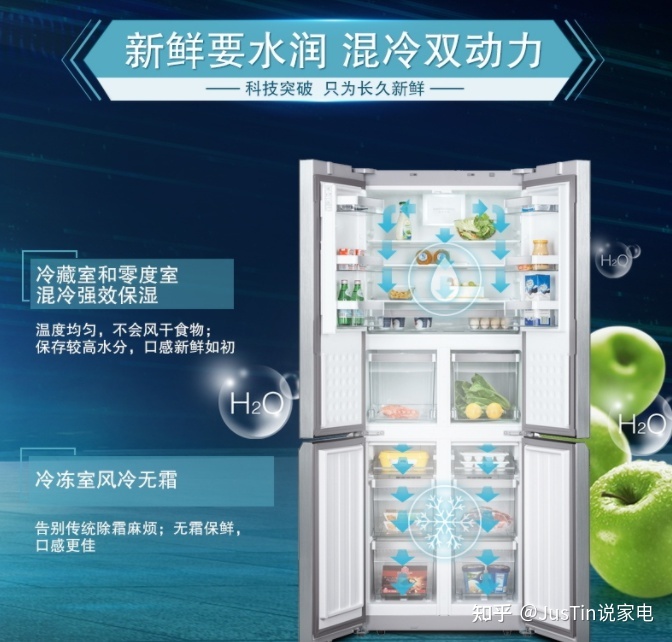 新鲜要水润 混冷双动力
科技突破 只为长久新鲜
冷藏室和零度室
混冷强效保湿
温度均匀，不会风干食物；
保存较高水分，口感新鲜如初
H₂O
H₂O
H₂O
冷冻室风冷无霜
告别传统除霜麻烦；无霜保鲜，
口感更佳
知乎 @JusTin说家电